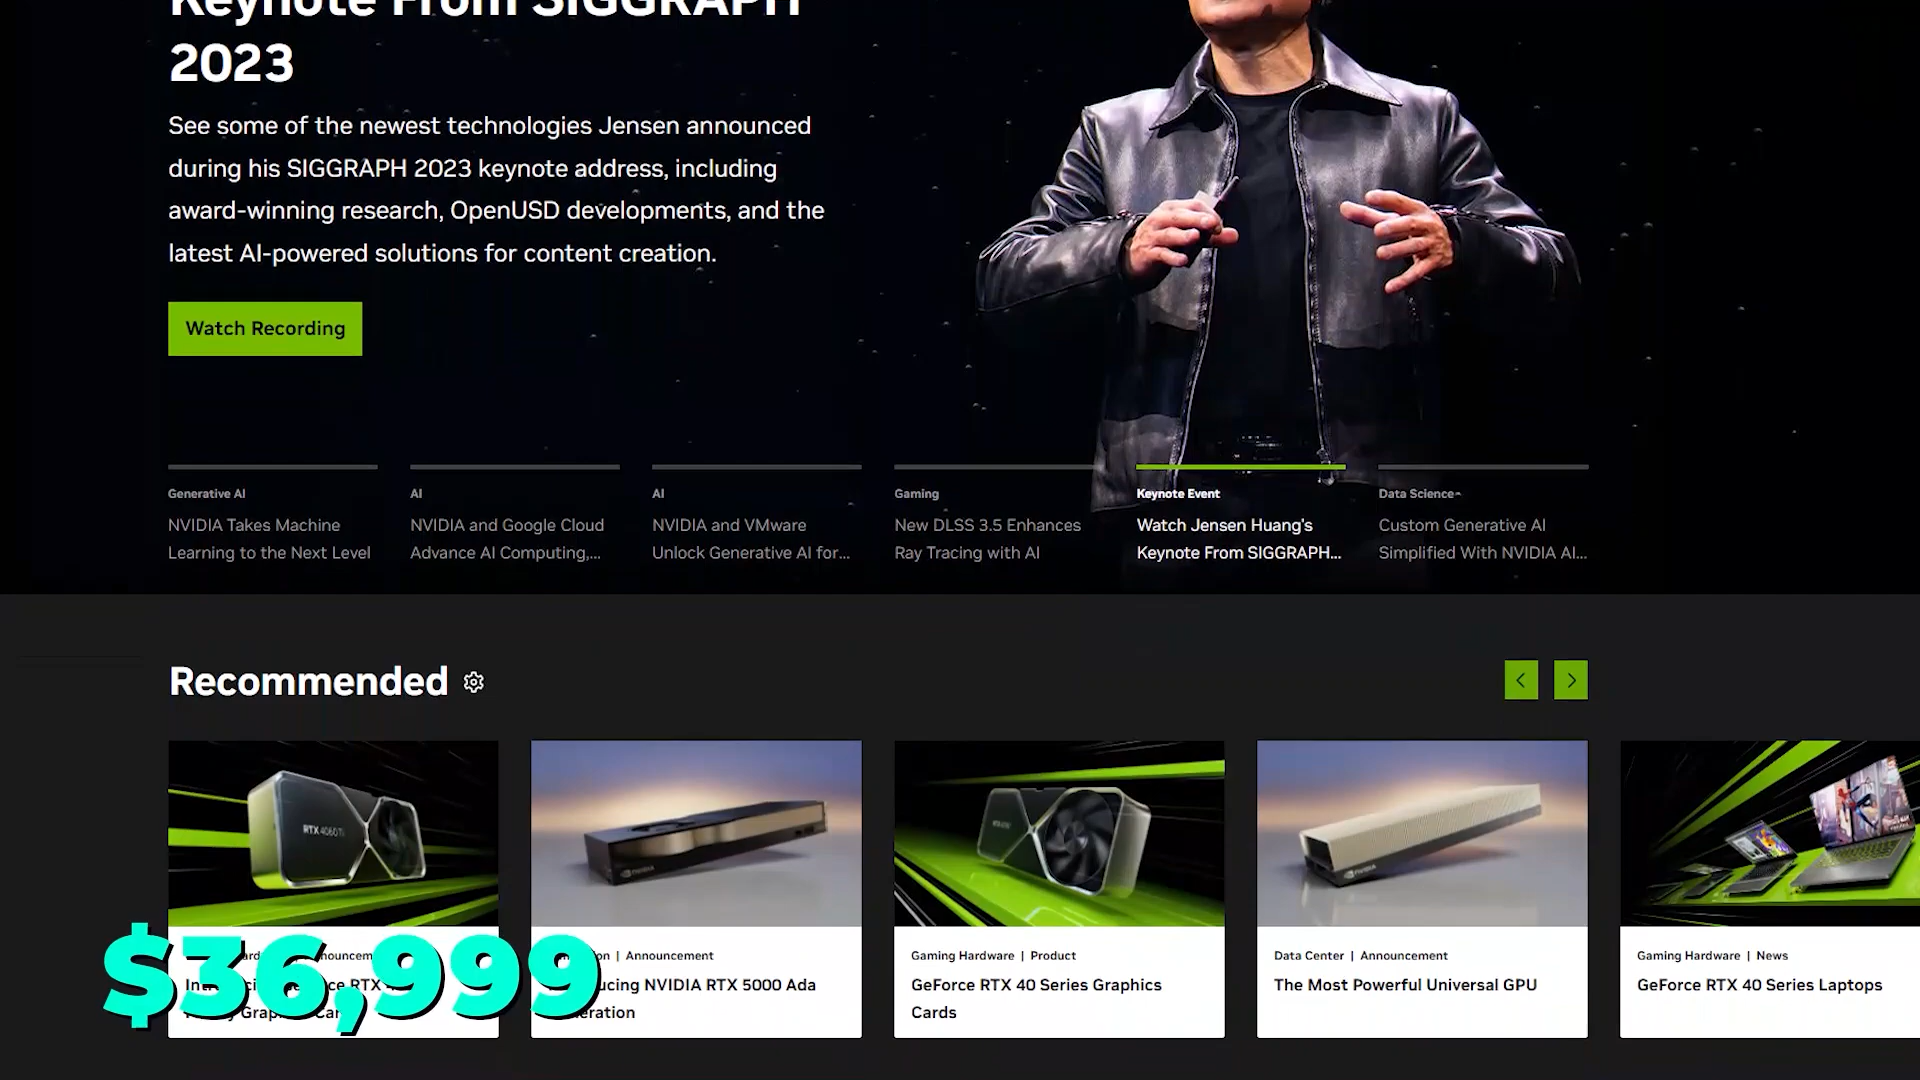 Keynote From SIGGRAPH
2023
See some of the newest technologies Jensen announced
during his SIGGRAPH 2023 keynote address, including
award-winning research, OpenUSD developments, and the
latest AI-powered solutions for content creation.
Watch Recording
Generative AI
NVIDIA Takes Machine
Learning to the Next Level
AI
NVIDIA and Google Cloud
Advance AI Computing,...
AI
NVIDIA and VMware
Unlock Generative AI for...
Gaming
New DLSS 3.5 Enhances
Ray Tracing with AI
Keynote Event
Watch Jensen Huang's
Keynote From SIGGRAPH...
Data Science
Custom Generative AI
Simplified With NVIDIA AI...
Recommended
RTX 4060Ti
NVIDIA
NVIDIA
$36,999
| Announcement
NVIDIA RTX 5000 Ada
Gaming Hardware | Product
GeForce RTX 40 Series Graphics
Cards
Data Center | Announcement
The Most Powerful Universal GPU
Gaming Hardware | News
GeForce RTX 40 Series Laptops